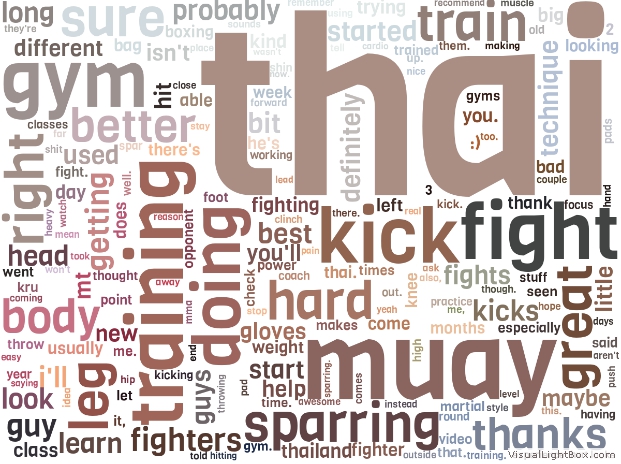 long
they're
sure
probably
trying
recommend
muscle
train
old
big
2
looking
different
bag
boxing
isn't
place
kind
wasn't
visual
started
tell
cardio
trained
up.
nice
them.
making
gym
thai
technique
hit
close
able
sshin
now.
week
forward
classes
far
better
stay
bit
definitely
gyms
you.
:)
too.
pads
shit
used
spar
there's
he's
working
bad
couple
right
fight.
day
heavy
watch
mean
getting
does
well.
training
reason
opponent
lead
foot
doing
fighting
clinch
there.
left
real
3
kick.
thank
focus
hand
head
took
best
you'll
pain
kick
fight
went
won't
thought
away
power
check
coach
thai.
times
knee
ask
also,
fights
though.
stuff
seen
little
kru
coming
mt
point
mma
stop
hard
out.
yeah
practice
me,
kicks
hope
great
days
body
new
gloves
makes
come
months
especially
throw
usually
me.
end
weight
muay
high
said
aren't
easy
year
saying
i'll
idea
leg
hip
kicking
guys
throwing
start
help
pad
sparring.
comes
level
push
look
let
time.
awesome
instead
martial
style
maybe
this.
having
guy
it,
sparring
round
thanks
class
learn
fighters
told
hitting
gym.
thailand
fighter
outside
video
that.
training.
VisualLightBox.com